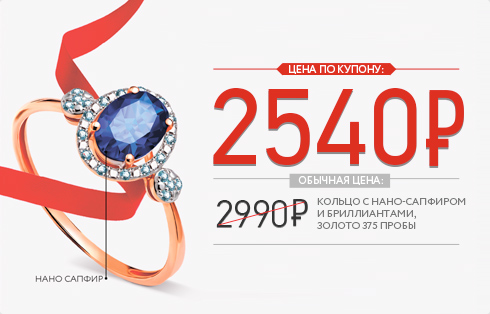 ЦЕНА ПО КУПОНУ:
2540₽
ОБЫЧНАЯ ЦЕНА:
2990₽
КОЛЬЦО С НАНО-САПФИРОМ
И БРИЛЛИАНТАМИ,
ЗОЛОТО 375 ПРОБЫ
НАНО САПФИР